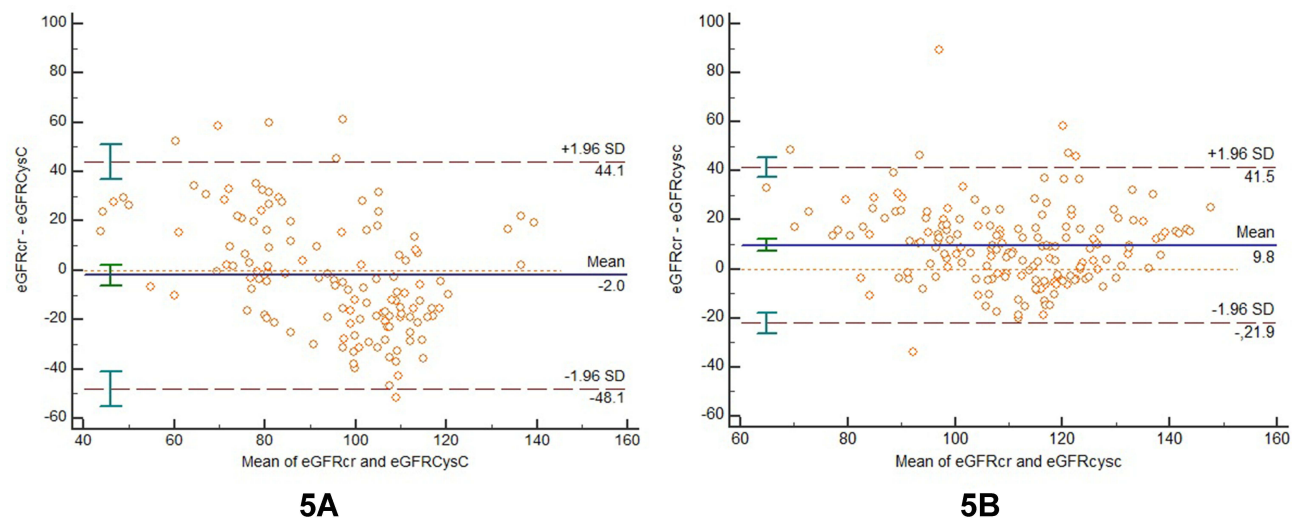 100
80
60
40
20
0
-20
-40
-60
eGFRcr - eGFRCysC
+1.96 SD
44.1
Mean
-2.0
-1.96 SD
-48.1
40 60 80 100 120 140 160
Mean of eGFRcr and eGFRCysC
5A
100
80
60
40
20
0
-20
-40
-60
eGFRcr - eGFRcysc
+1.96 SD
41.5
Mean
9.8
-1.96 SD
-,21.9
60 80 100 120 140 160
Mean of eGFRcr and eGFRcysc
5B